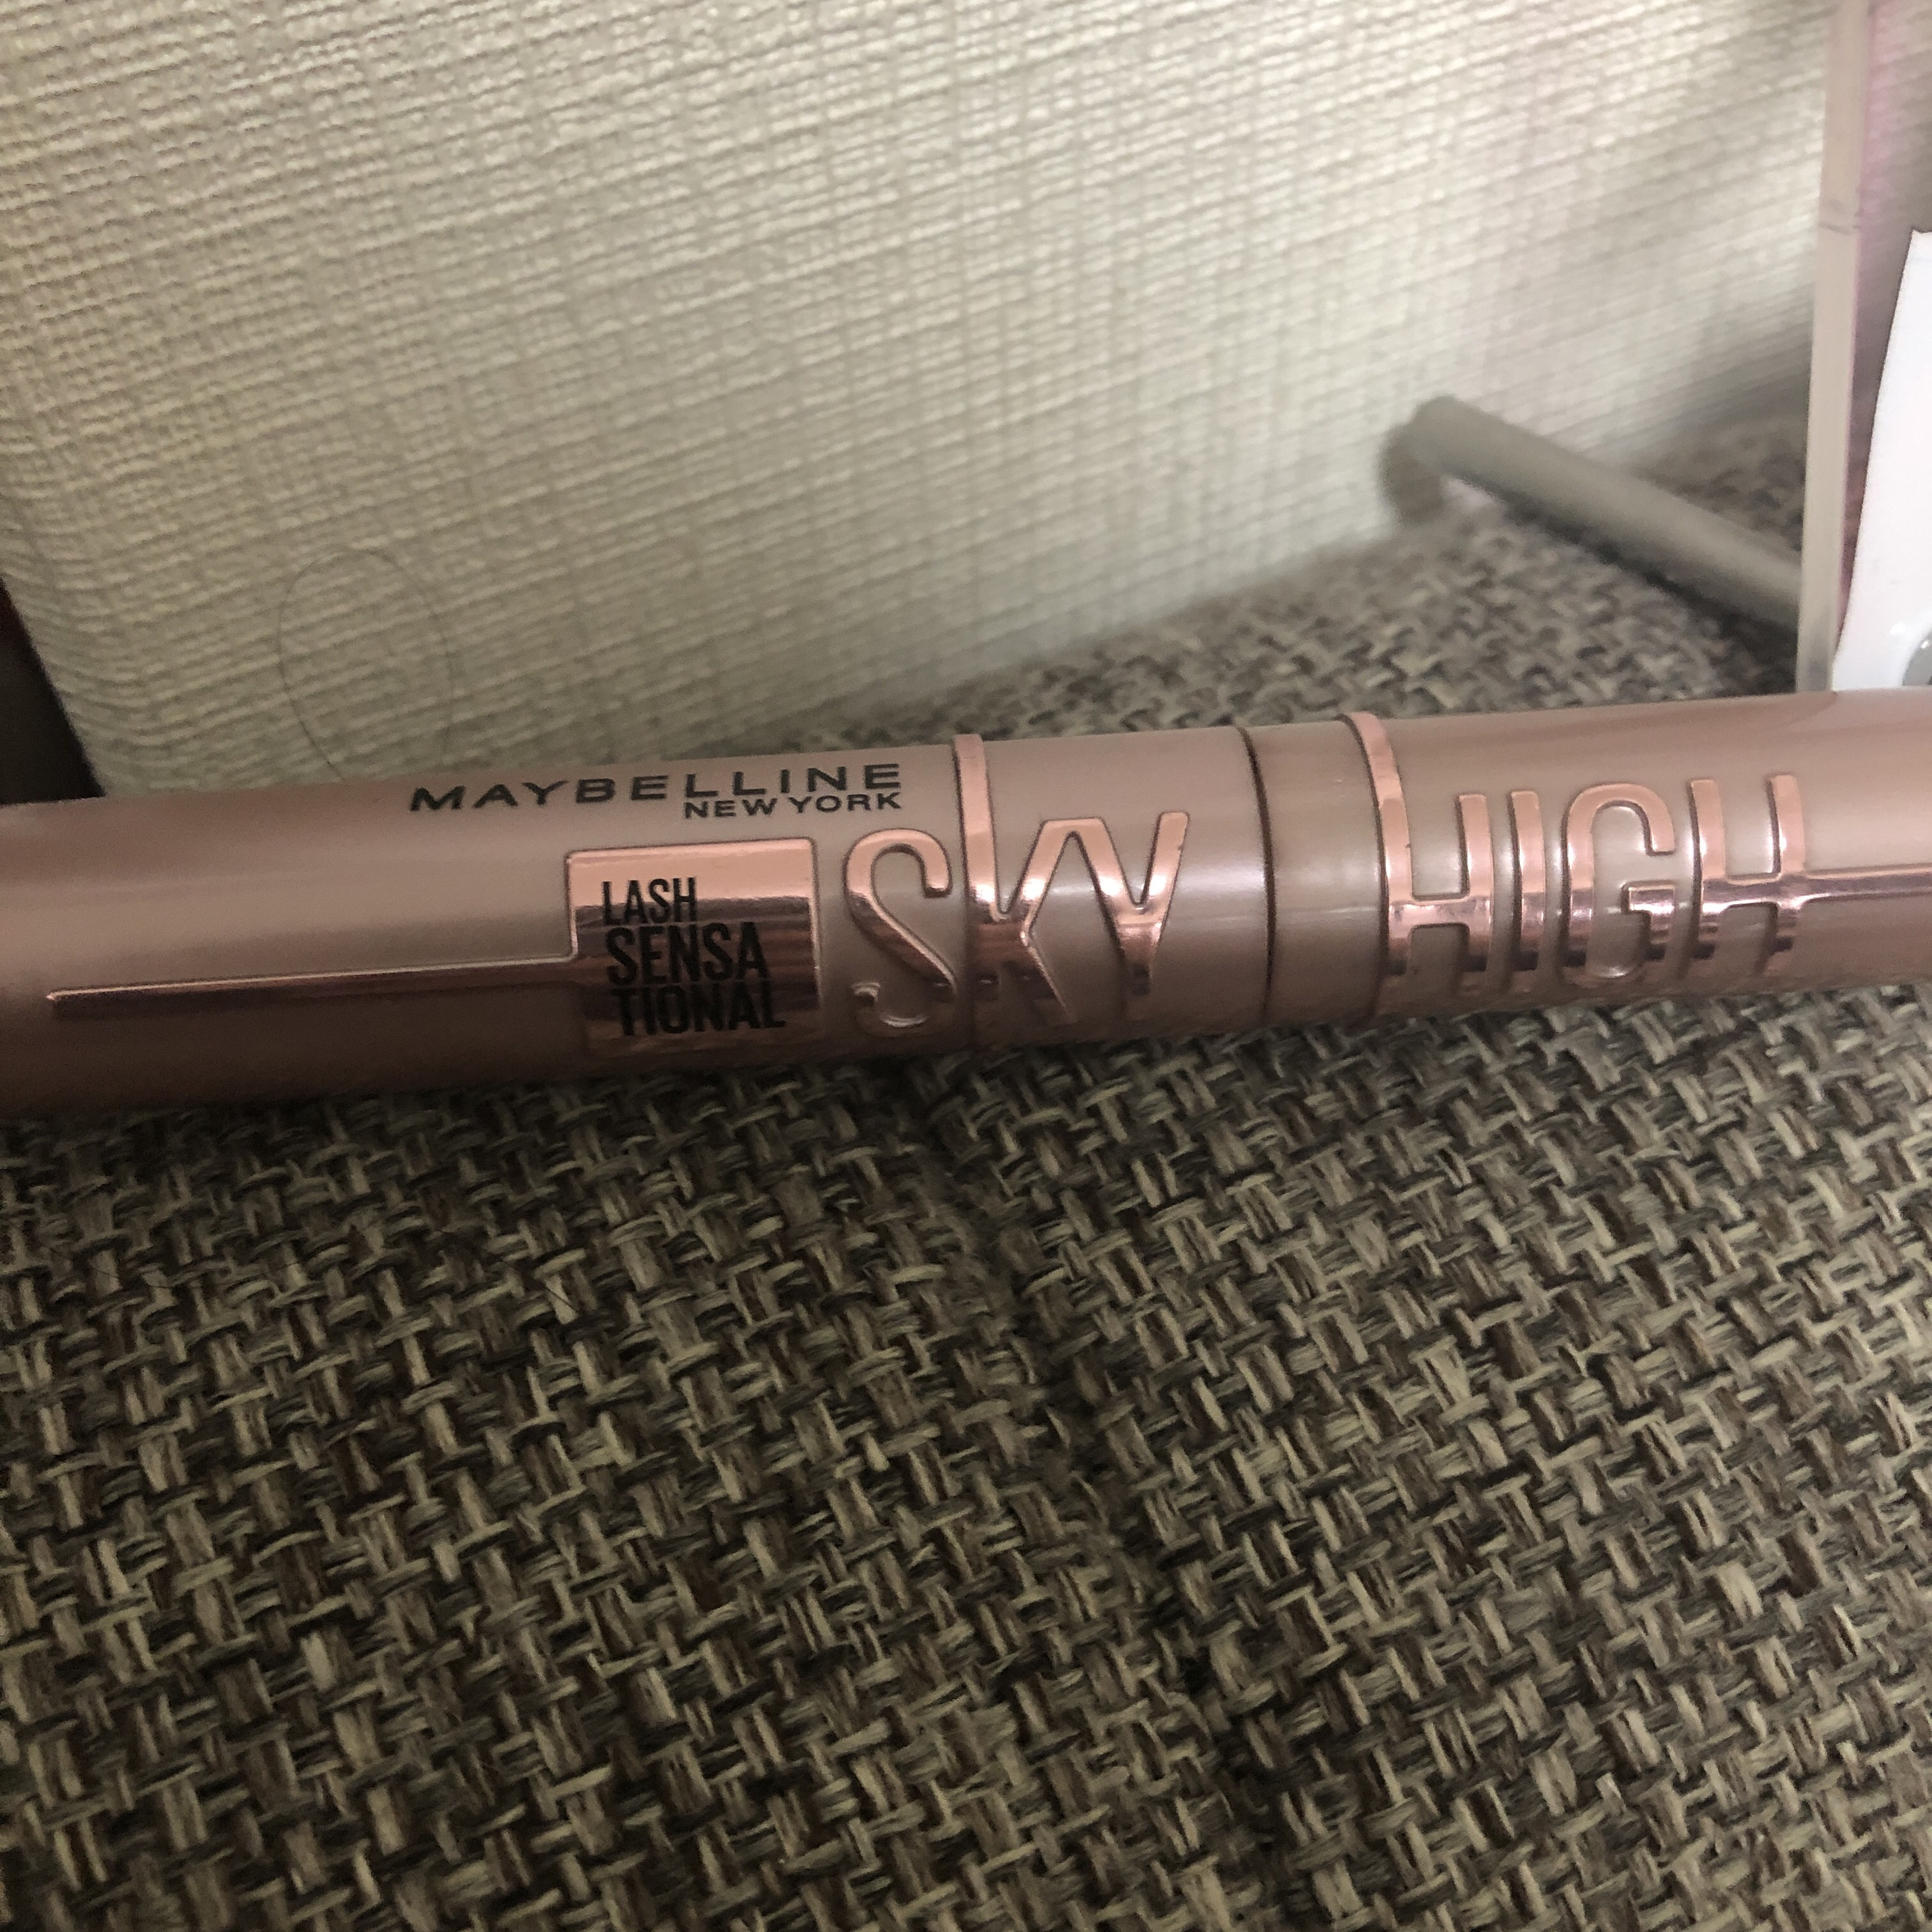 MAYBELLINE
NEW YORK
LASH
SENSA
TIONAL
SKY HIGH